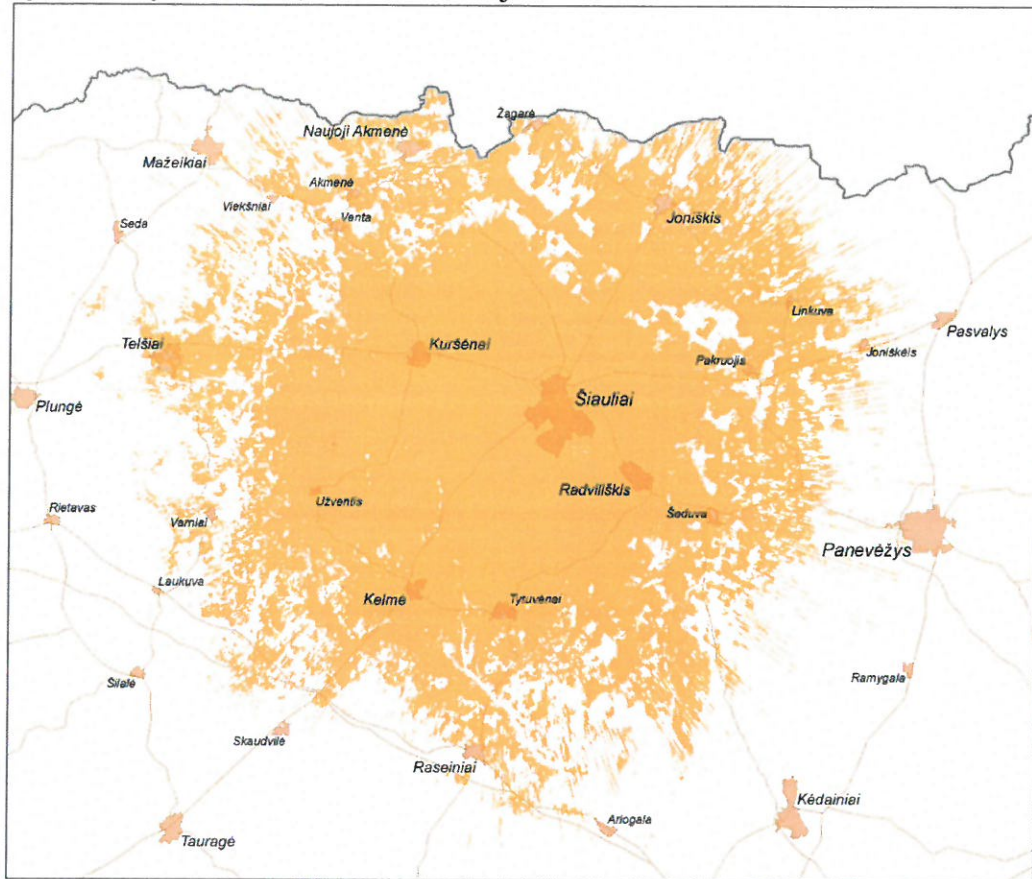 Žagarė
Naujoji Akmenė
Mažeikiai
Akmenė
Viekšniai
Venta
Joniškis
Seda
Linkuva
Pasvalys
Telšiai
Kuršėnai
Pakruojis
Joniškėlis
Plungė
Šiauliai
Radviliškis
Užventis
Rietavas
Varniai
Šeduva
Panevėžys
Laukuva
Kelmė
Tytuvėnai
Šilalė
Ramygala
Skaudvilė
Raseiniai
Kėdainiai
Ariogala
Tauragė